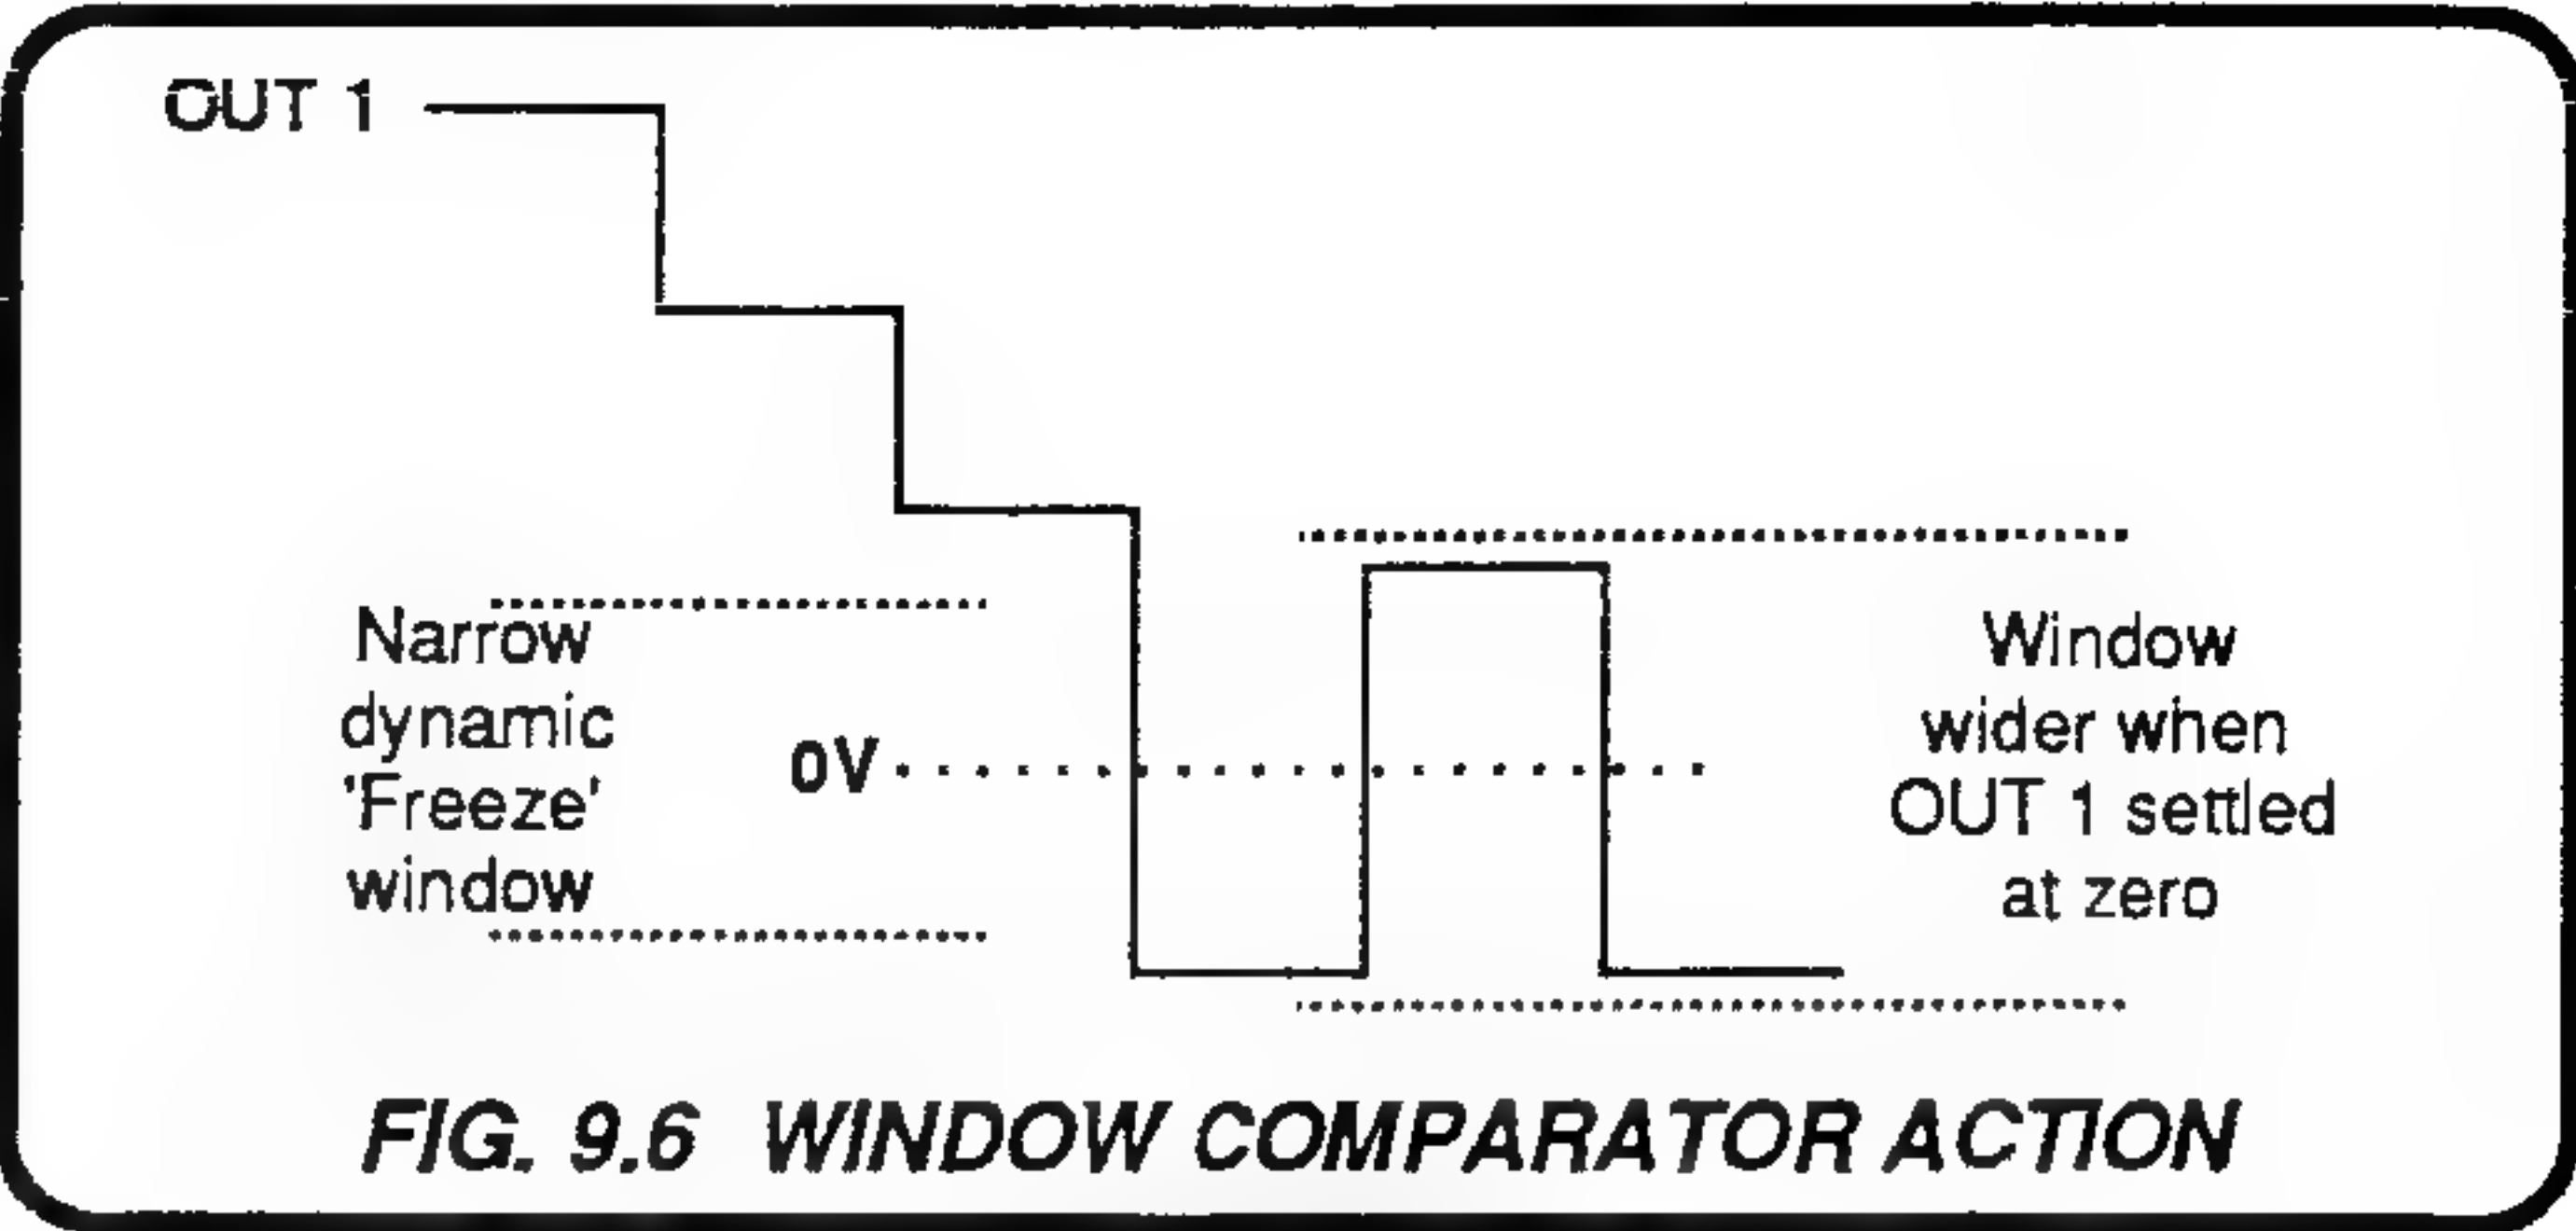 OUT 1
Narrow
dynamic
'Freeze'
window
0V
Window
wider when
OUT 1 settled
at zero
FIG. 9.6 WINDOW COMPARATOR ACTION